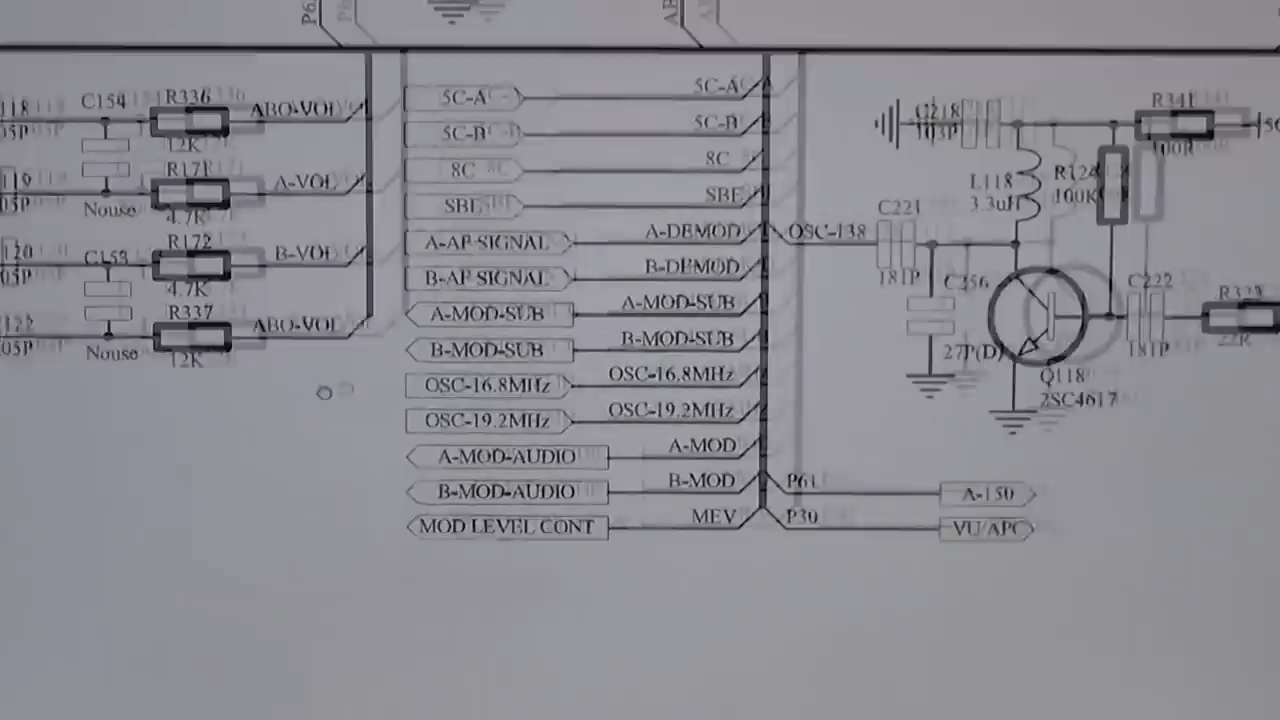 C154
R336
ABO-VOL
12K
R171
A-VOL
Nouse
4.7K
R172
B-VOL
C153
4.7K
R337
ABO-VOL
Nouse
12K
5C-A
5C-A
5C-B
5C-B
8C
8C
SBE
SBE
A-AF SIGNAL
A-DEMOD
B-AF SIGNAL
B-DEMOD
A-MOD-SUB
A-MOD-SUB
B-MOD-SUB
B-MOD-SUB
OSC-16.8MHz
OSC-16.8MHz
OSC-19.2MHz
OSC-19.2MHz
A-MOD-AUDIO
A-MOD
B-MOD-AUDIO
B-MOD
MOD LEVEL CONT
MEV
P61
A-150
P30
VU/APC
OSC-138
C221
181P
C218
103P
L118
3.3uH
R341
100R
R124
100K
C256
27P(D)
C222
181P
Q118
2SC4617
22R